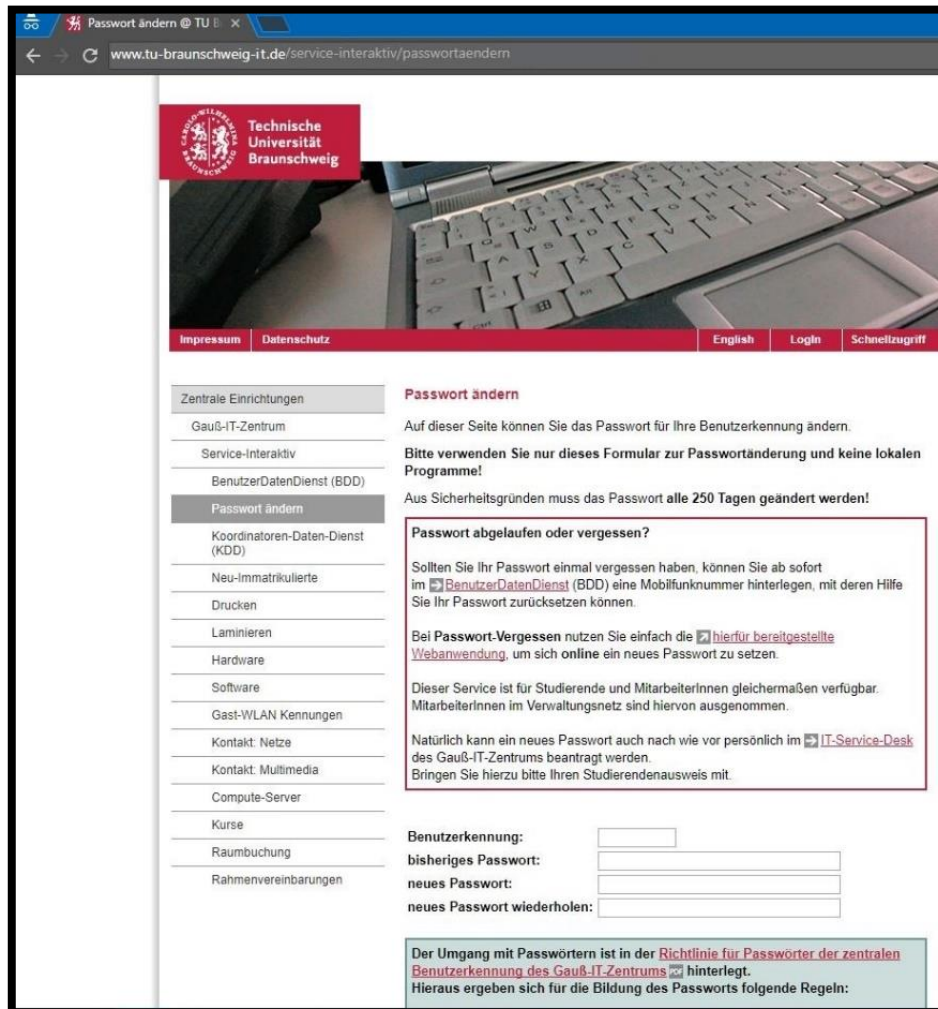 Passwort ändern @ TU B
www.tu-braunschweig-it.de/service-interaktiv/passwortaendern
CAROLO-WILHELMINA
BRAUNSCHWEIG
Technische
Universität
Braunschweig
Impressum Datenschutz English LogIn Schnellzugriff
Zentrale Einrichtungen
Gauß-IT-Zentrum
Service-Interaktiv
BenutzerDatenDienst (BDD)
Passwort ändern
Koordinatoren-Daten-Dienst
(KDD)
Neu-Immatrikulierte
Drucken
Laminieren
Hardware
Software
Gast-WLAN Kennungen
Kontakt: Netze
Kontakt: Multimedia
Compute-Server
Kurse
Raumbuchung
Rahmenvereinbarungen
Passwort ändern
Auf dieser Seite können Sie das Passwort für Ihre Benutzerkennung ändern.
Bitte verwenden Sie nur dieses Formular zur Passwortänderung und keine lokalen
Programme!
Aus Sicherheitsgründen muss das Passwort alle 250 Tagen geändert werden!
Passwort abgelaufen oder vergessen?
Sollten Sie Ihr Passwort einmal vergessen haben, können Sie ab sofort
im BenutzerDatenDienst (BDD) eine Mobilfunknummer hinterlegen, mit deren Hilfe
Sie Ihr Passwort zurücksetzen können.
Bei Passwort-Vergessen nutzen Sie einfach die hierfür bereitgestellte
Webanwendung, um sich online ein neues Passwort zu setzen.
Dieser Service ist für Studierende und MitarbeiterInnen gleichermaßen verfügbar.
MitarbeiterInnen im Verwaltungsnetz sind hiervon ausgenommen.
Natürlich kann ein neues Passwort auch nach wie vor persönlich im IT-Service-Desk
des Gauß-IT-Zentrums beantragt werden.
Bringen Sie hierzu bitte Ihren Studierendenausweis mit.
Benutzerkennung:
bisheriges Passwort:
neues Passwort:
neues Passwort wiederholen:
Der Umgang mit Passwörtern ist in der Richtlinie für Passwörter der zentralen
Benutzerkennung des Gauß-IT-Zentrums PDF hinterlegt.
Hieraus ergeben sich für die Bildung des Passworts folgende Regeln: